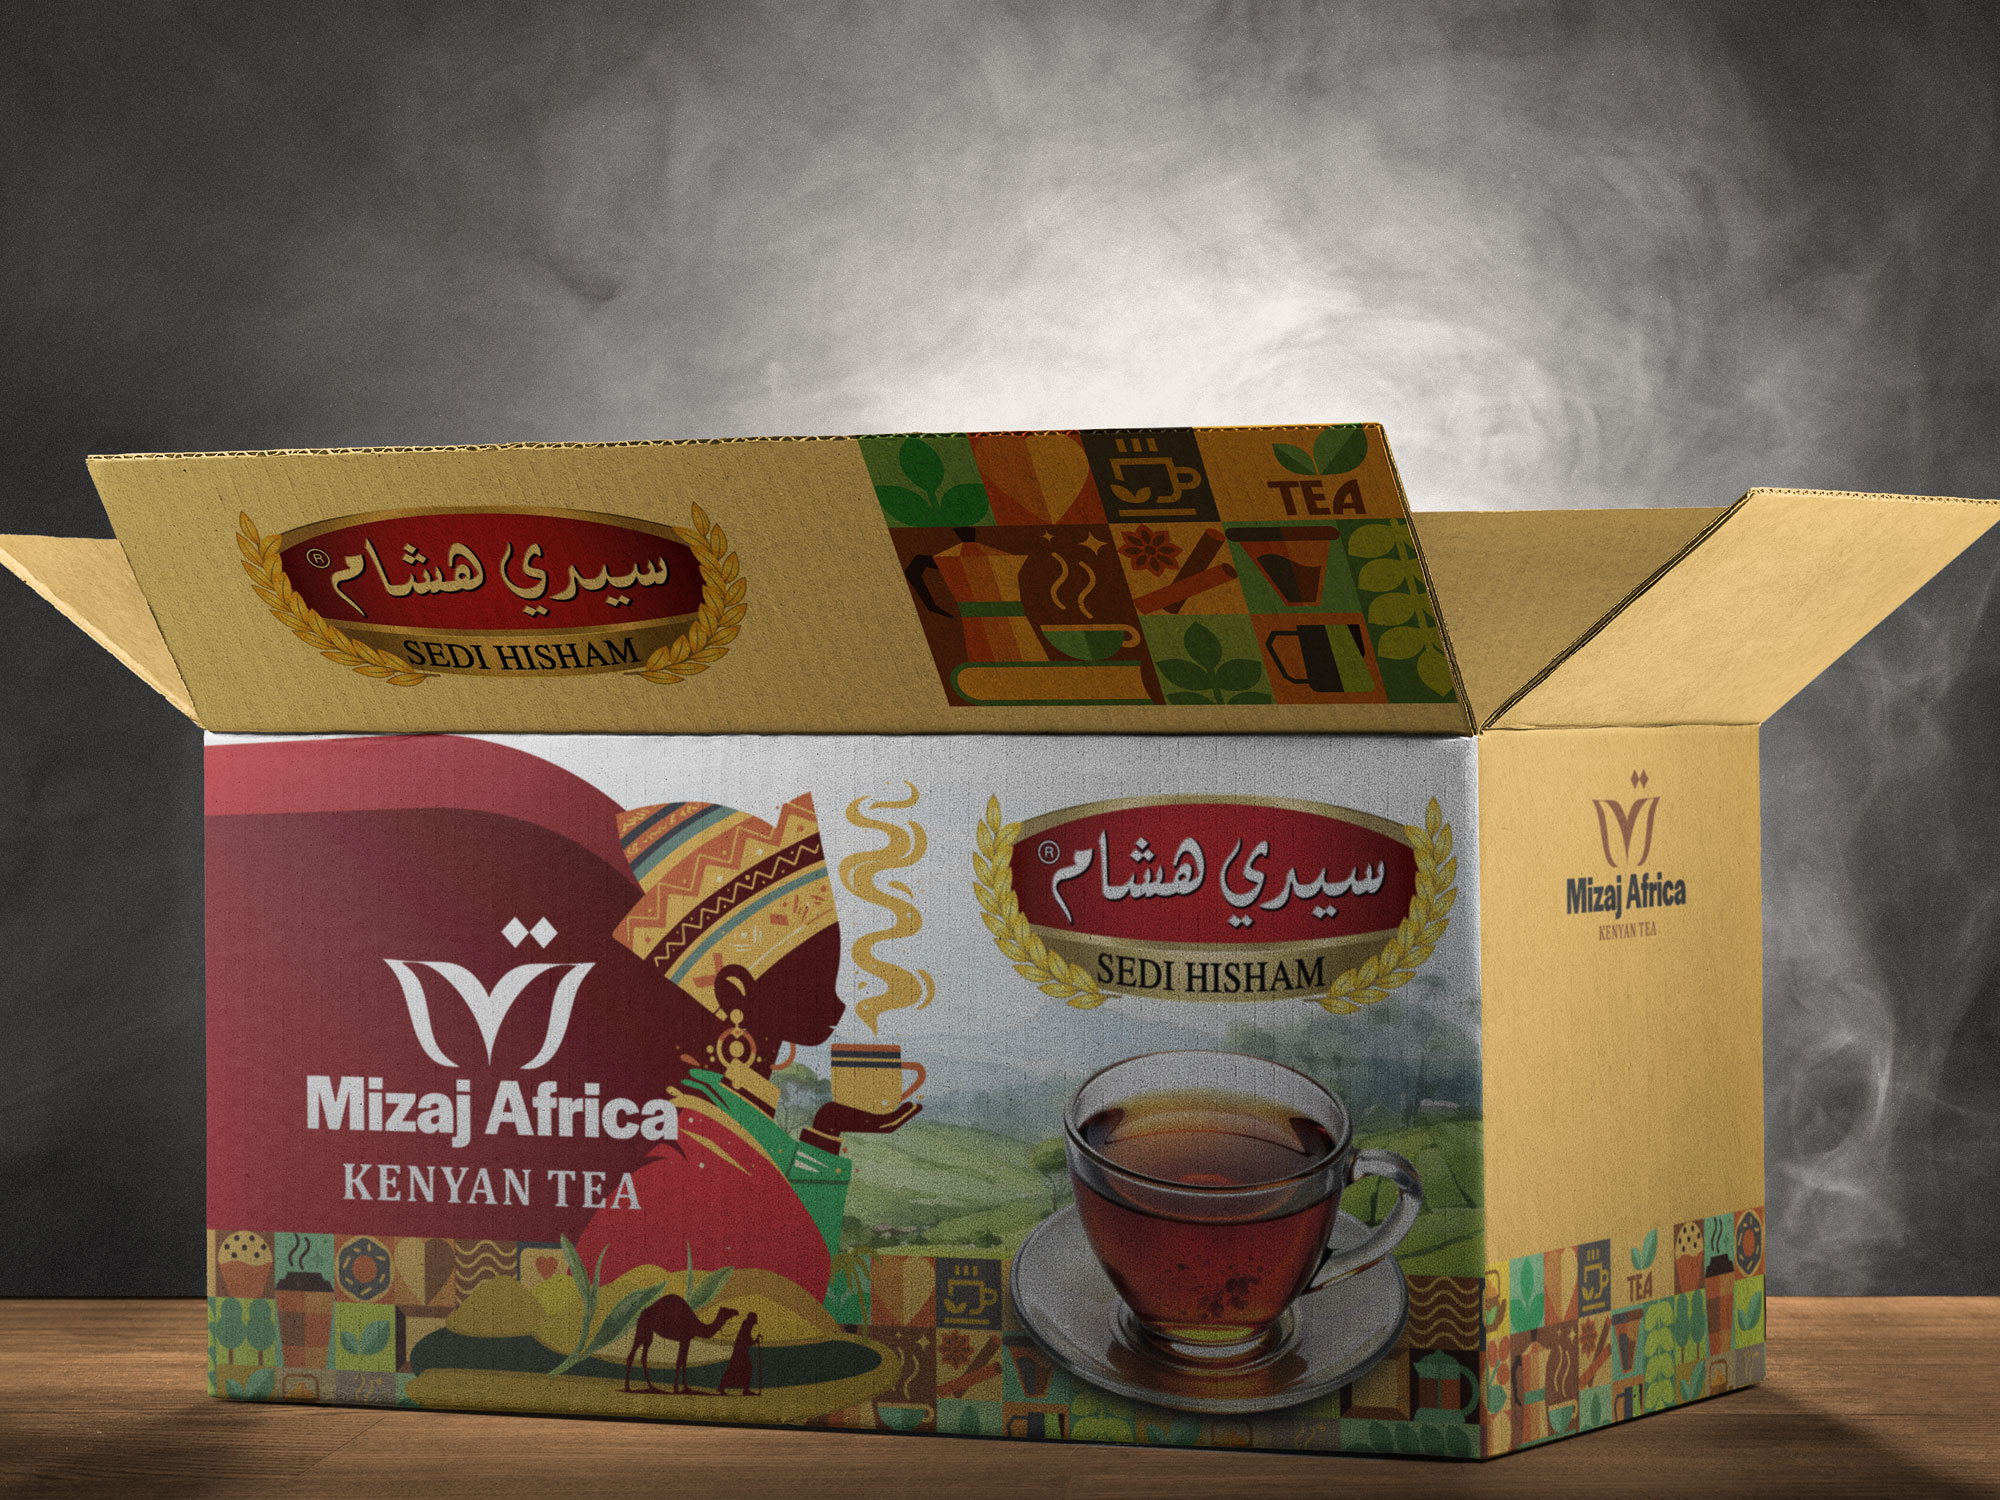 TEA
سيدي هشام ®
SEDI HISHAM
سيدي هشام ®
SEDI HISHAM
Mizaj Africa
KENYAN TEA
Mizaj Africa
KENYAN TEA
TEA